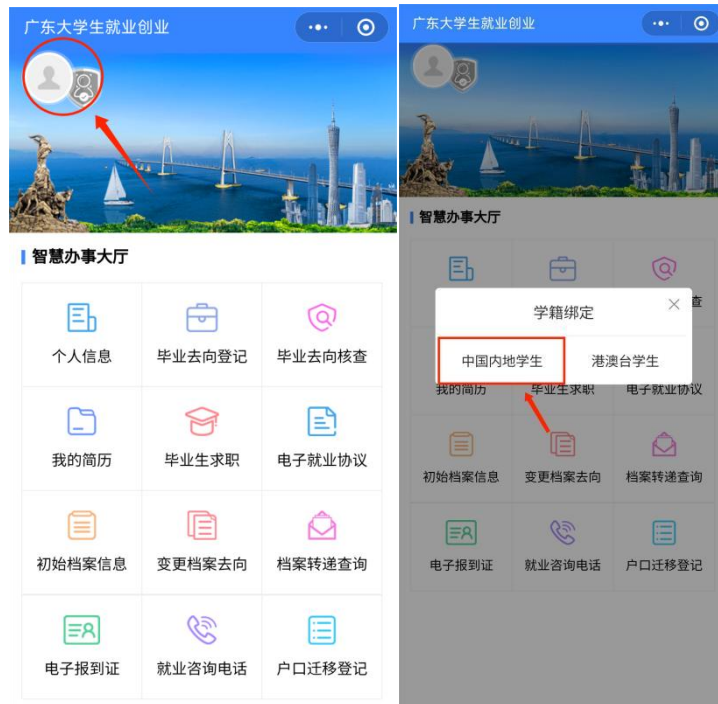 广东大学生就业创业
智慧办事大厅
个人信息
毕业去向登记
毕业去向核查
我的简历
毕业生求职
电子就业协议
初始档案信息
变更档案去向
档案转递查询
电子报到证
就业咨询电话
户口迁移登记
广东大学生就业创业
智慧办事大厅
查
学籍绑定
中国内地学生
港澳台学生
我的简历
毕业生求职
电子就业协议
初始档案信息
变更档案去向
档案转递查询
电子报到证
就业咨询电话
户口迁移登记